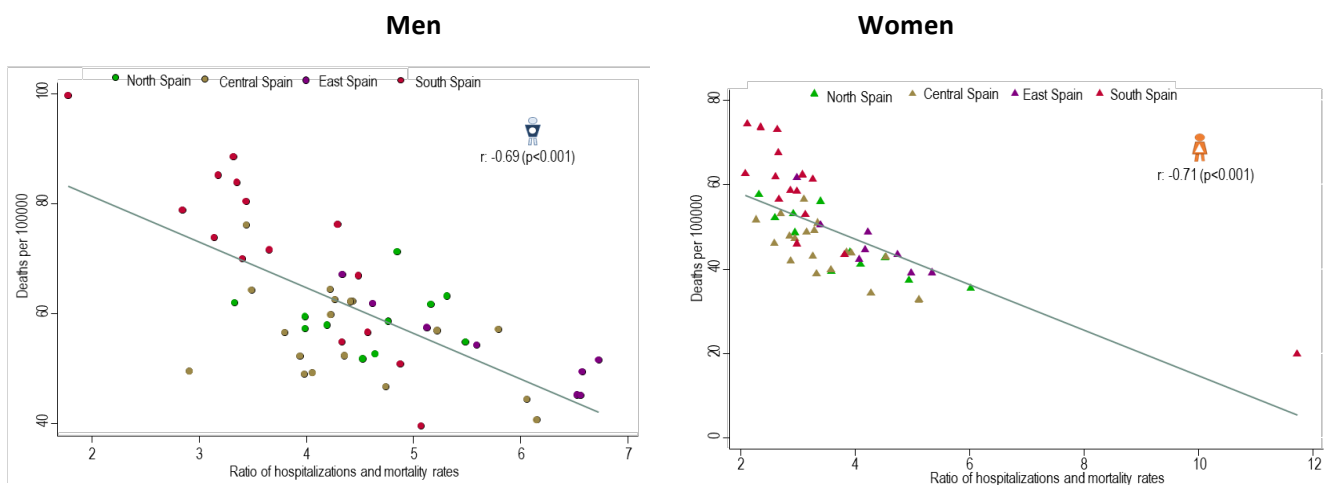 Men
Women
North Spain Central Spain East Spain South Spain
r: -0.69 (p<0.001)
Deaths per 100000
100
80
60
40
2 3 4 5 6 7
Ratio of hospitalizations and mortality rates
North Spain Central Spain East Spain South Spain
r: -0.71 (p<0.001)
Deaths per 100000
80
60
40
20
0
2 4 6 8 10 12
Ratio of hospitalizations and mortality rates